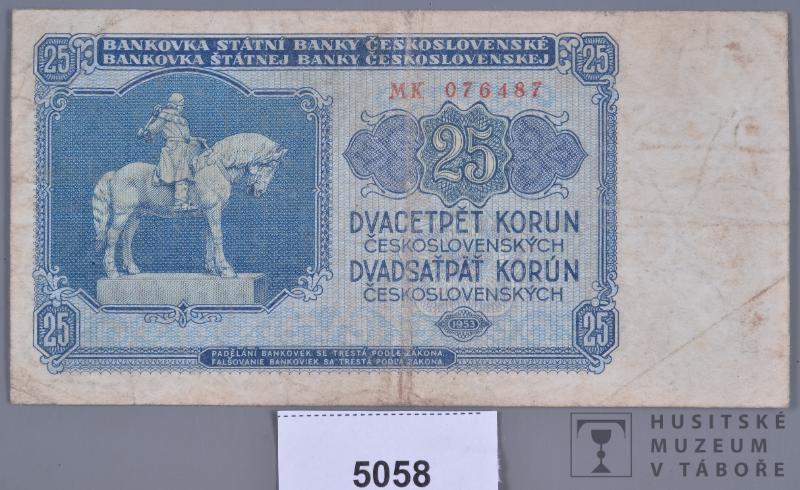 25
25
BANKOVKA STÁTNÍ BANKY ČESKOSLOVENSKÉ
BANKOVKA ŠTÁTNEJ BANKY ČESKOSLOVENSKEJ
MK 076487
25
DVACETPĚT KORUN
ČESKOSLOVENSKÝCH
DVADSAŤPÄŤ KORÚN
ČESKOSLOVENSKÝCH
1953
25
25
PADĚLÁNÍ BANKOVEK SE TRESTÁ PODLE ZÁKONA.
FALŠOVANIE BANKOVIEK SA TRESTÁ PODĽA ZÁKONA.
5058
HUSITSKÉ
MUZEUM
V TÁBOŘE